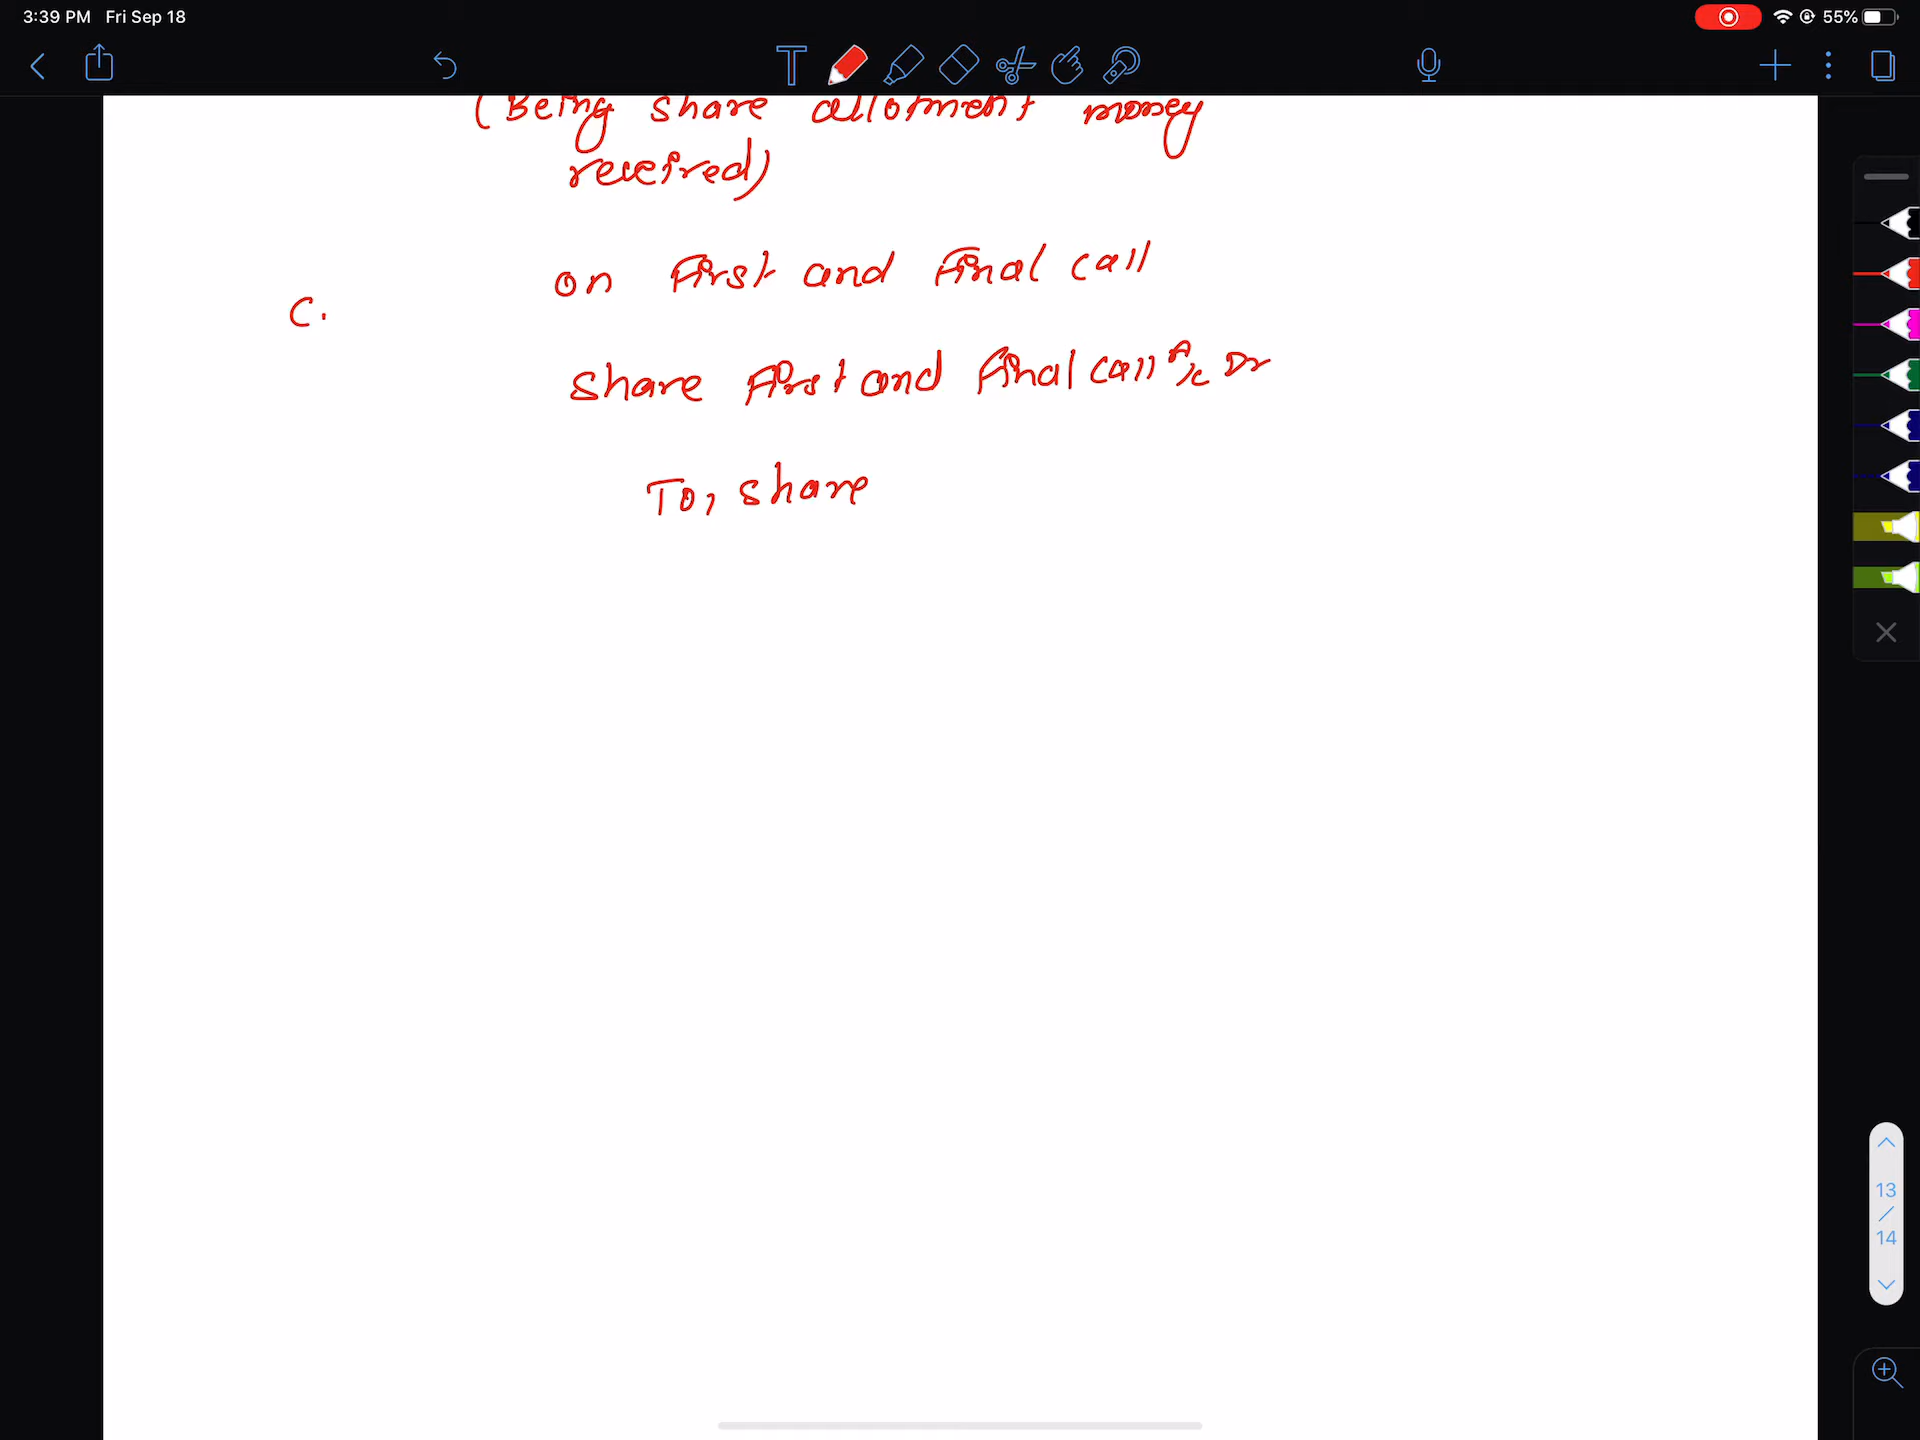 3:39 PM Fri Sep 18
55%
(Being share allotment money
received)
on First and Final call
C.
Share First and Final call A/c Dr
To, share
13
/
14